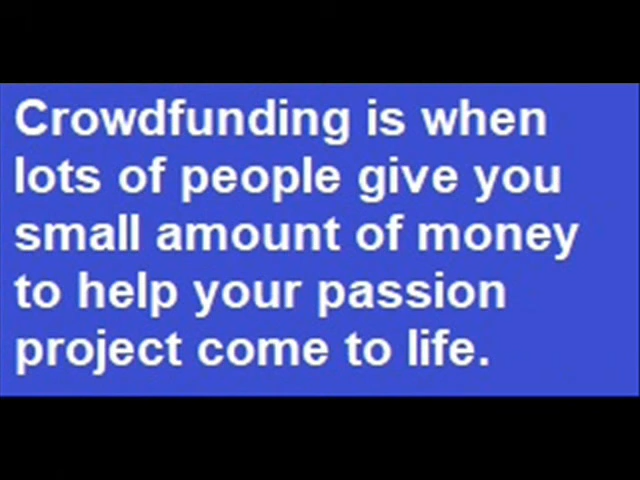 Crowdfunding is when
lots of people give you
small amount of money
to help your passion
project come to life.